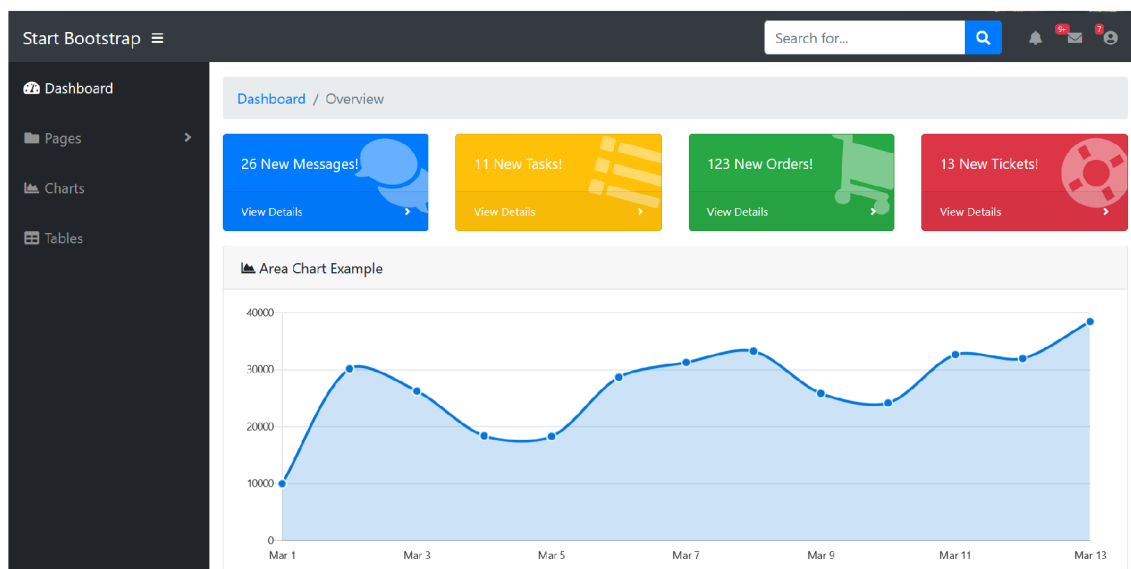 Start Bootstrap
Search for...
9+
7
Dashboard
Pages
Charts
Tables
Dashboard / Overview
26 New Messages!
View Details
11 New Tasks!
View Details
123 New Orders!
View Details
13 New Tickets!
View Details
Area Chart Example
40000
30000
20000
10000
0
Mar 1 Mar 3 Mar 5 Mar 7 Mar 9 Mar 11 Mar 13